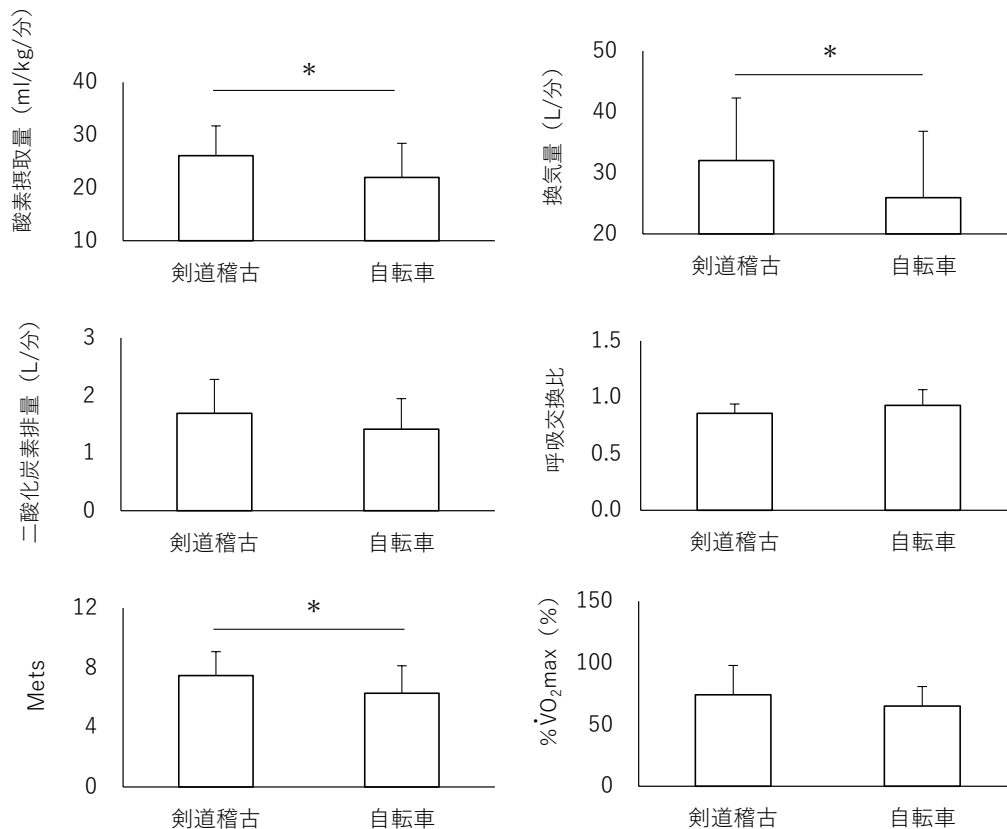 酸素摂取量（ml/kg/分）
40
30
20
10
*
剣道稽古
自転車
換気量（L/分）
50
40
30
20
*
剣道稽古
自転車
二酸化炭素排量（L/分）
3
2
1
0
剣道稽古
自転車
呼吸交換比
1.5
1.0
0.5
0.0
剣道稽古
自転車
Mets
12
8
4
0
*
剣道稽古
自転車
%V̇O₂max（%）
150
100
50
0
剣道稽古
自転車